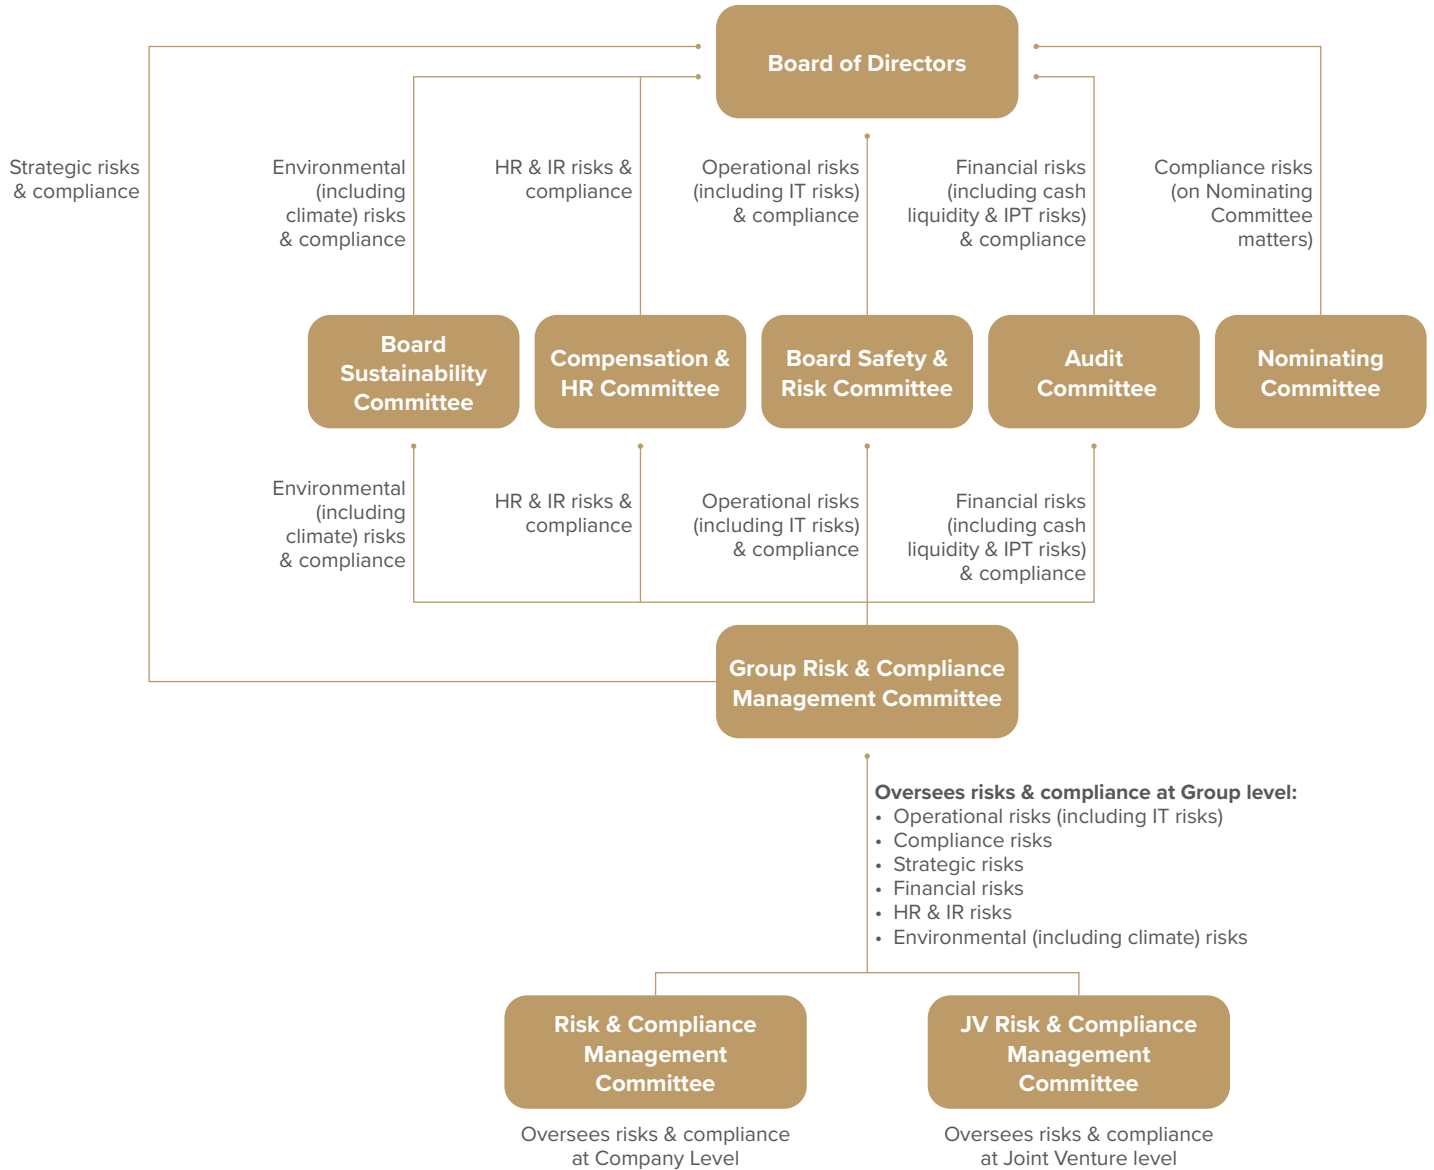 Board of Directors
Strategic risks
& compliance
Environmental
(including
climate) risks
& compliance
HR & IR risks &
compliance
Operational risks
(including IT risks)
& compliance
Financial risks
(including cash
liquidity & IPT risks)
& compliance
Compliance risks
(on Nominating
Committee
matters)
Board
Sustainability
Committee
Compensation &
HR Committee
Board Safety &
Risk Committee
Audit
Committee
Nominating
Committee
Environmental
(including
climate) risks
& compliance
HR & IR risks &
compliance
Operational risks
(including IT risks)
& compliance
Financial risks
(including cash
liquidity & IPT risks)
& compliance
Group Risk & Compliance
Management Committee
Oversees risks & compliance at Group level:
• Operational risks (including IT risks)
• Compliance risks
• Strategic risks
• Financial risks
• HR & IR risks
• Environmental (including climate) risks
Risk & Compliance
Management
Committee
JV Risk & Compliance
Management
Committee
Oversees risks & compliance
at Company Level
Oversees risks & compliance
at Joint Venture level